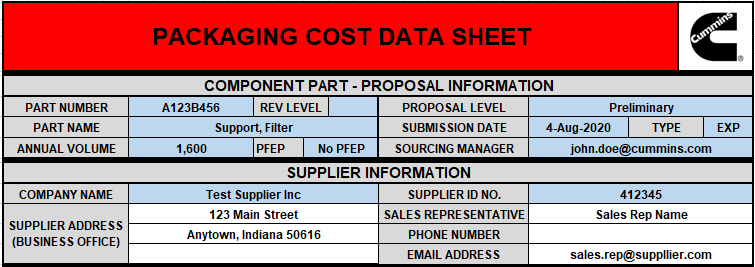 PACKAGING COST DATA SHEET
Cummins
COMPONENT PART - PROPOSAL INFORMATION
PART NUMBER A123B456 REV LEVEL PROPOSAL LEVEL Preliminary
PART NAME Support, Filter SUBMISSION DATE 4-Aug-2020 TYPE EXP
ANNUAL VOLUME 1,600 PFEP No PFEP SOURCING MANAGER john.doe@cummins.com
SUPPLIER INFORMATION
COMPANY NAME Test Supplier Inc SUPPLIER ID NO. 412345
SUPPLIER ADDRESS 123 Main Street SALES REPRESENTATIVE Sales Rep Name
(BUSINESS OFFICE) Anytown, Indiana 50616 PHONE NUMBER
EMAIL ADDRESS sales.rep@suppllier.com